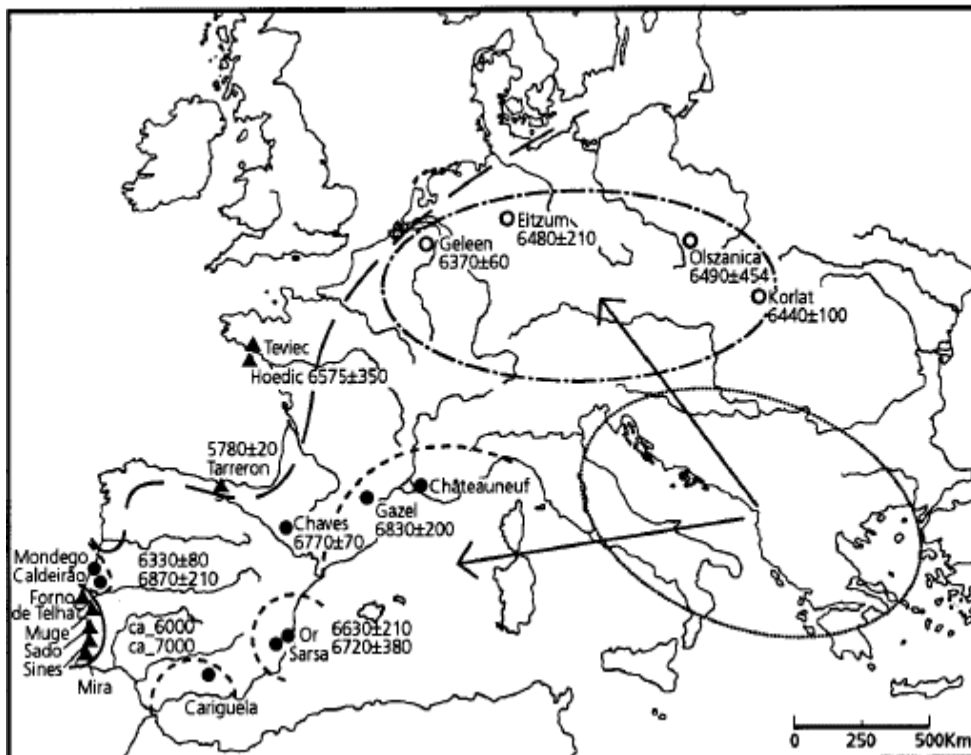 Eitzum
6480±210
Geleen
6370±60
Olszanica
6490±454
Korlat
6440±100
Teviec
Hoedic 6575±350
5780±20
Tarreron
Châteauneuf
Gazel
6830±200
Chaves
6770±70
Mondego
Caldeirão
6330±80
6870±210
Forno
de Telha
Muge
Sado
Sines
Mira
ca_6000
ca_7000
Or
Sarsa
6630±210
6720±380
Cariguela
0 250 500Km